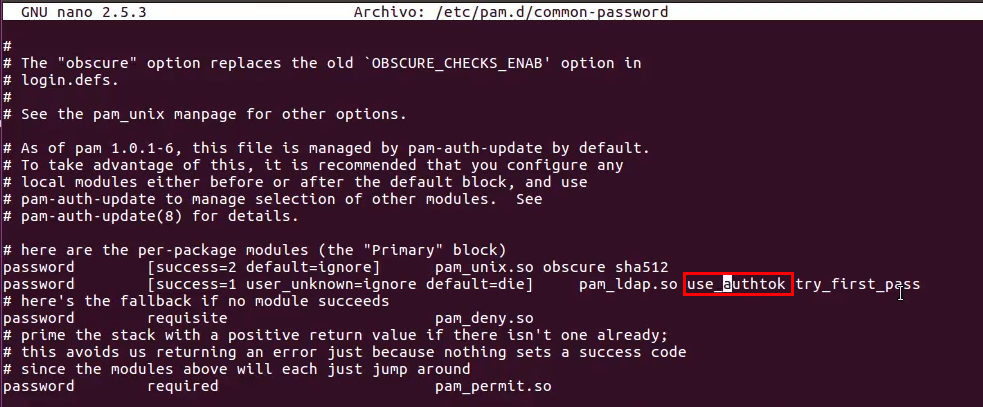 GNU nano 2.5.3 Archivo: /etc/pam.d/common-password
#
# The "obscure" option replaces the old `OBSCURE_CHECKS_ENAB' option in
# login.defs.
#
# See the pam_unix manpage for other options.
# As of pam 1.0.1-6, this file is managed by pam-auth-update by default.
# To take advantage of this, it is recommended that you configure any
# local modules either before or after the default block, and use
# pam-auth-update to manage selection of other modules.  See
# pam-auth-update(8) for details.
# here are the per-package modules (the "Primary" block)
password [success=2 default=ignore] pam_unix.so obscure sha512
password [success=1 user_unknown=ignore default=die] pam_ldap.so use_authtok try_first_pass
# here's the fallback if no module succeeds
password requisite pam_deny.so
# prime the stack with a positive return value if there isn't one already;
# this avoids us returning an error just because nothing sets a success code
# since the modules above will each just jump around
password required pam_permit.so